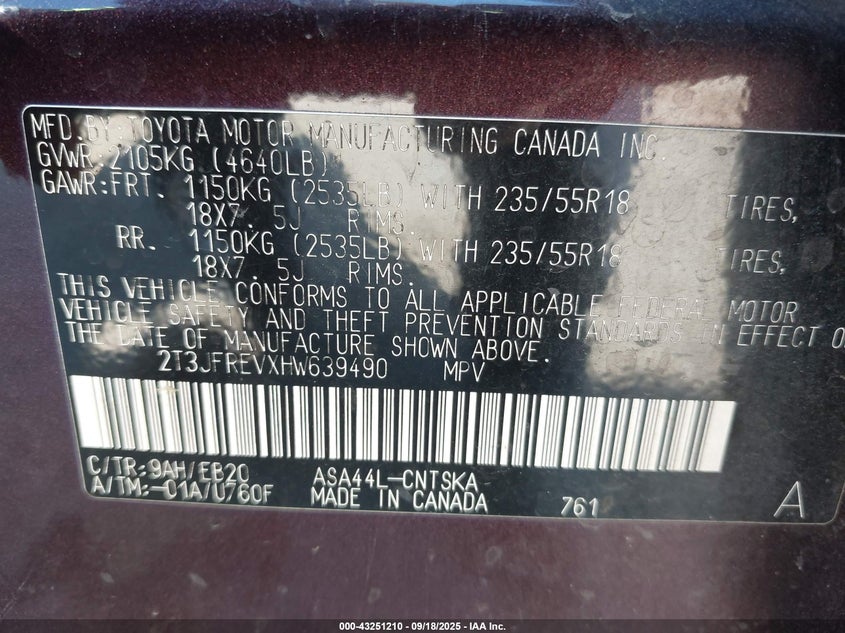 MFD.BY:TOYOTA MOTOR MANUFACTURING CANADA INC.
GVWR:2105KG (4640LB)
GAWR:FRT. 1150KG (2535LB) WITH 235/55R18 TIRES,
18X7.5J RIMS.
RR. 1150KG (2535LB) WITH 235/55R18 TIRES,
18X7.5J RIMS.
THIS VEHICLE CONFORMS TO ALL APPLICABLE FEDERAL MOTOR
VEHICLE SAFETY AND THEFT PREVENTION STANDARDS IN EFFECT O
THE DATE OF MANUFACTURE SHOWN ABOVE.
2T3JFREVXHW639490 MPV
C/TR:9AH/EB20 ASA44L-CNTSKA
A/TM:-01A/U760F MADE IN CANADA 761 A
000-43251210 - 09/18/2025 - IAA Inc.